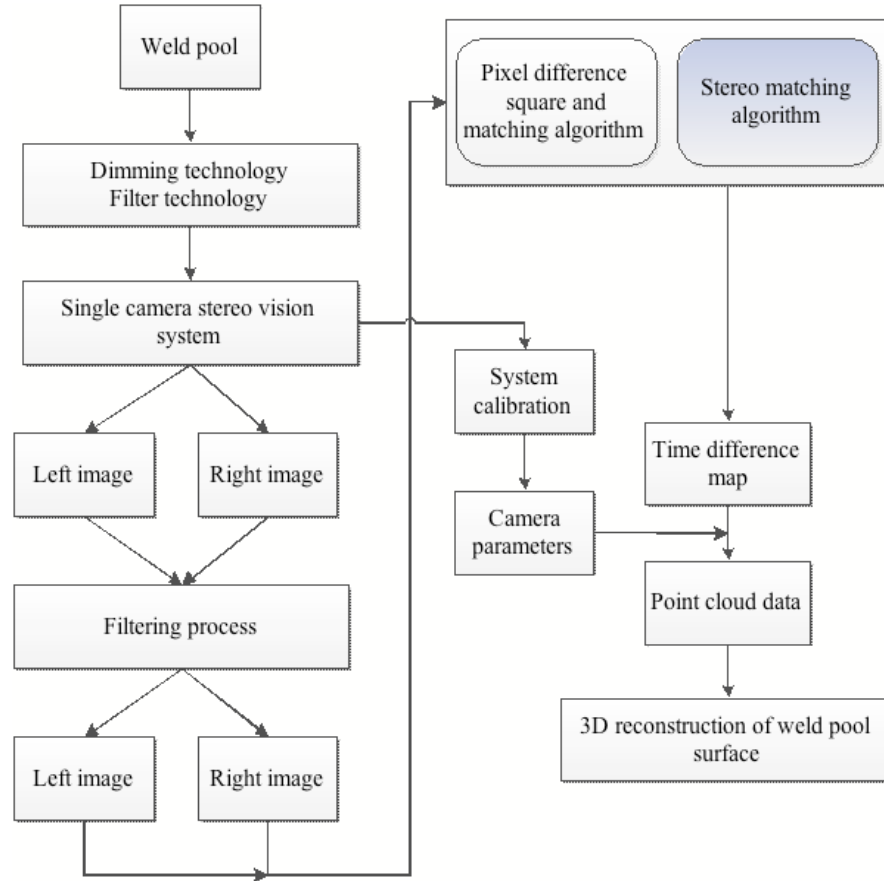 Weld pool
Dimming technology
Filter technology
Single camera stereo vision
system
Left image
Right image
Filtering process
Left image
Right image
Pixel difference
square and
matching algorithm
Stereo matching
algorithm
System
calibration
Camera
parameters
Time difference
map
Point cloud data
3D reconstruction of weld pool
surface